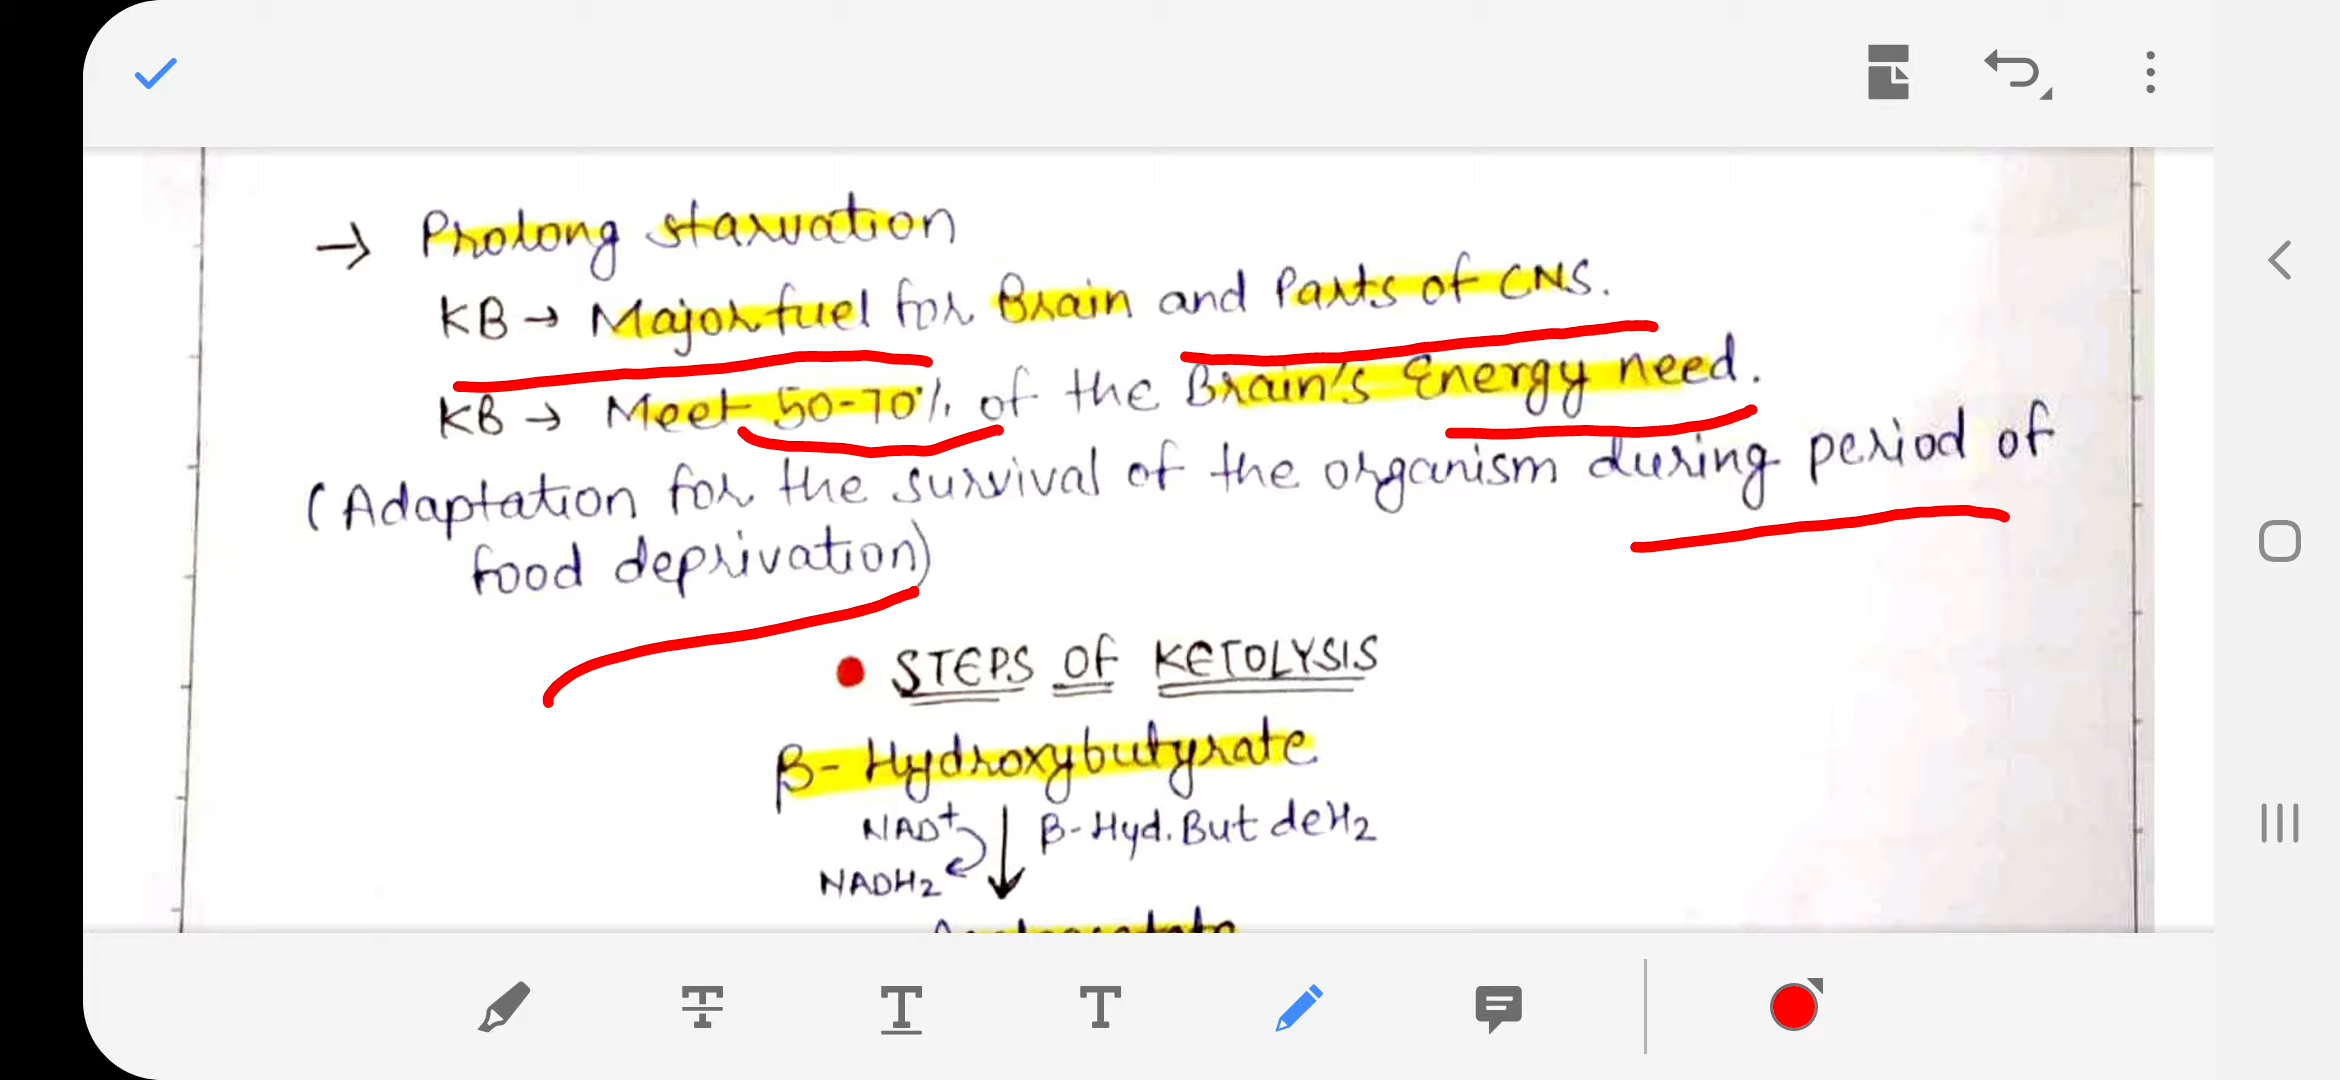 → Prolong starvation
KB → Major fuel for Brain and Parts of CNS.
KB → Meet 50-70% of the Brain's Energy need.
(Adaptation for the survival of the organism during period of
food deprivation)
• STEPS OF KETOLYSIS
β- Hydroxybutyrate
NAD+ β-Hyd. But deH2
NADH2